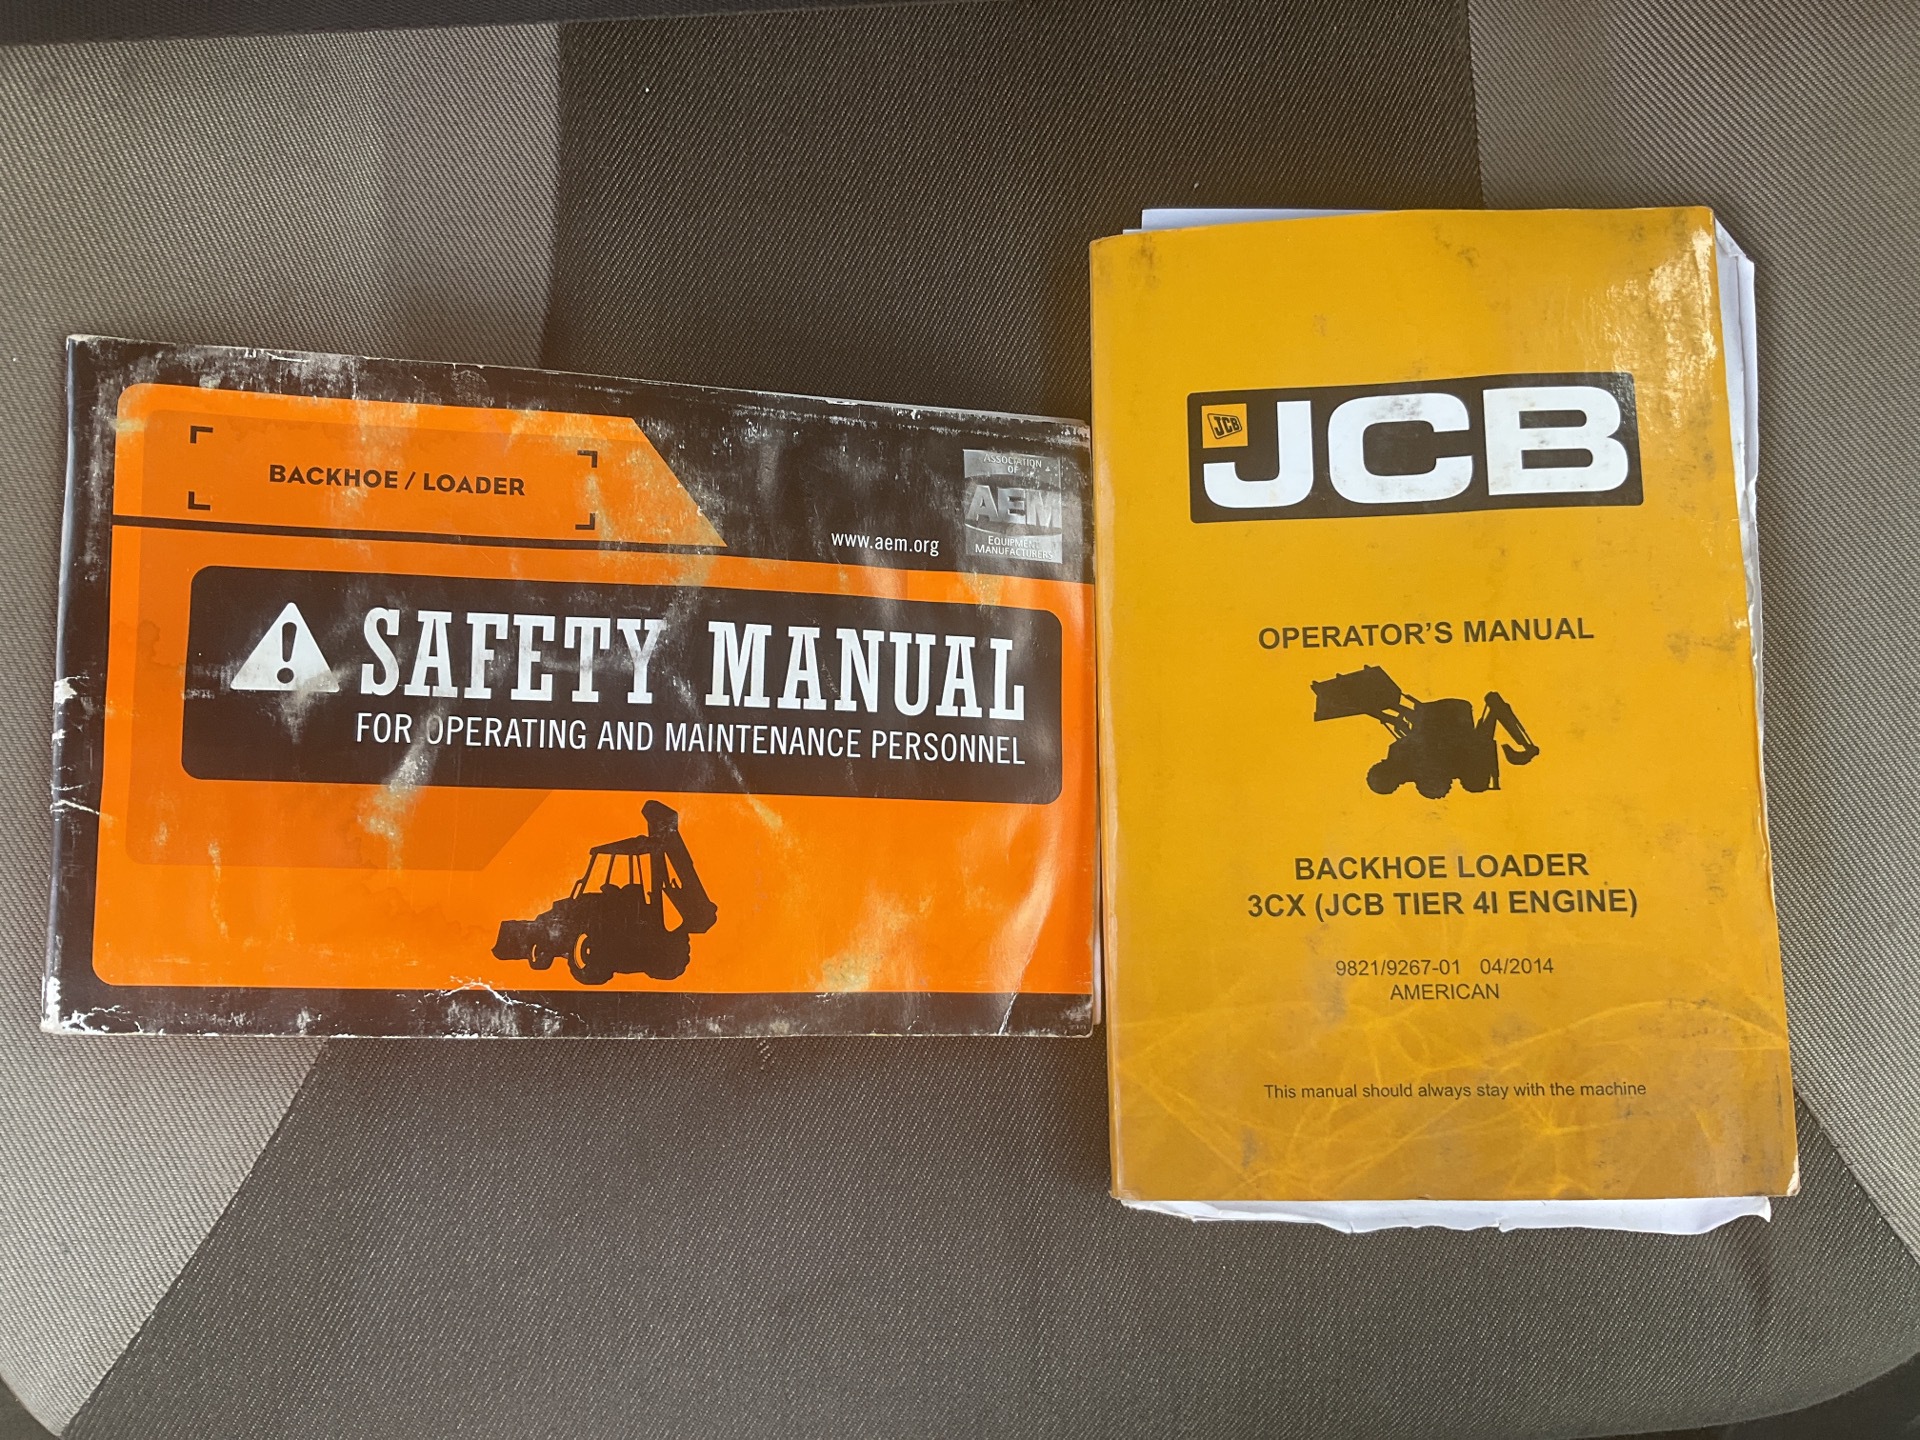 BACKHOE / LOADER
www.aem.org
ASSOCIATION
OF
AEM
EQUIPMENT
MANUFACTURERS
SAFETY MANUAL
FOR OPERATING AND MAINTENANCE PERSONNEL
JCB
JCB
OPERATOR'S MANUAL
BACKHOE LOADER
3CX (JCB TIER 4I ENGINE)
9821/9267-01 04/2014
AMERICAN
This manual should always stay with the machine